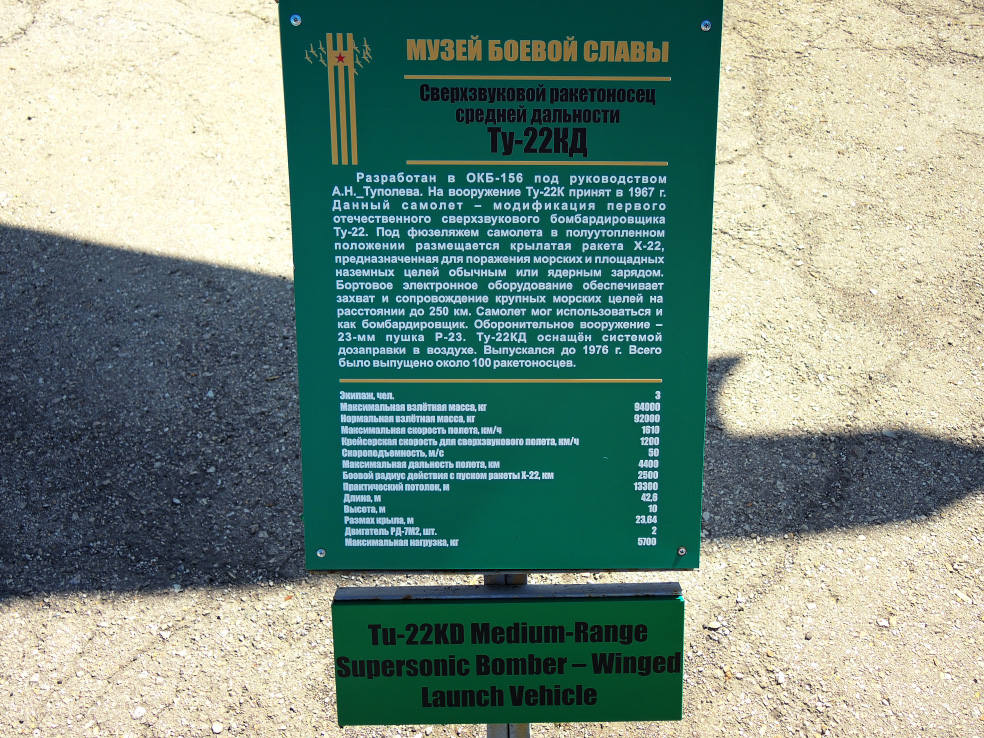 МУЗЕЙ БОЕВОЙ СЛАВЫ
Сверхзвуковой ракетоносец
средней дальности
Ту-22КД
Разработан в ОКБ-156 под руководством
А.Н._Туполева. На вооружение Ту-22К принят в 1967 г.
Данный самолет – модификация первого
отечественного сверхзвукового бомбардировщика
Ту-22. Под фюзеляжем самолета в полуутопленном
положении размещается крылатая ракета Х-22,
предназначенная для поражения морских и площадных
наземных целей обычным или ядерным зарядом.
Бортовое электронное оборудование обеспечивает
захват и сопровождение крупных морских целей на
расстоянии до 250 км. Самолет мог использоваться и
как бомбардировщик. Оборонительное вооружение –
23-мм пушка Р-23. Ту-22КД оснащён системой
дозаправки в воздухе. Выпускался до 1976 г. Всего
было выпущено около 100 ракетоносцев.
Экипаж, чел. 3
Максимальная взлётная масса, кг 94000
Нормальная взлётная масса, кг 92000
Максимальная скорость полета, км/ч 1610
Крейсерская скорость для сверхзвукового полета, км/ч 1200
Скороподъемность, м/с 50
Максимальная дальность полета, км 4400
Боевой радиус действия с пуском ракеты Х-22, км 2500
Практический потолок, м 13300
Длина, м 42,6
Высота, м 10
Размах крыла, м 23,64
Двигатель РД-7М2, шт. 2
Максимальная нагрузка, кг 5700
Tu-22KD Medium-Range
Supersonic Bomber – Winged
Launch Vehicle